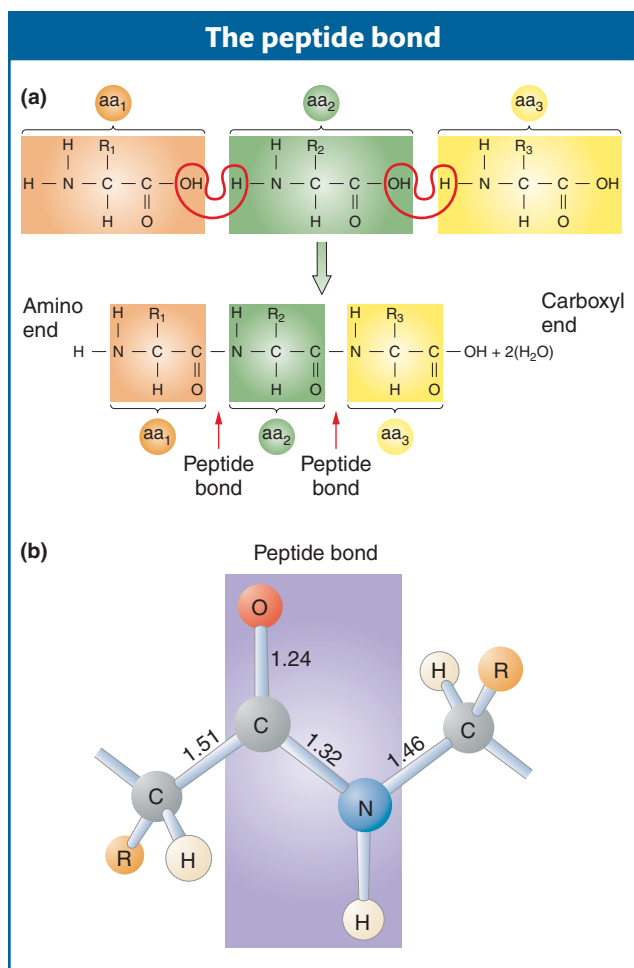 The peptide bond
(a)
aa1 aa2 aa3
H R1 H R2 H R3
H — N — C — C — OH H — N — C — C — OH H — N — C — C — OH
H O H O H O
Amino end
Carboxyl end
H R1 H R2 H R3
H — N — C — C — N — C — C — N — C — C — OH + 2(H2O)
H O H O H O
aa1 aa2 aa3
Peptide bond
Peptide bond
(b)
Peptide bond
O
1.24
H R
C C
1.51 1.32 1.46
C N
R H
H